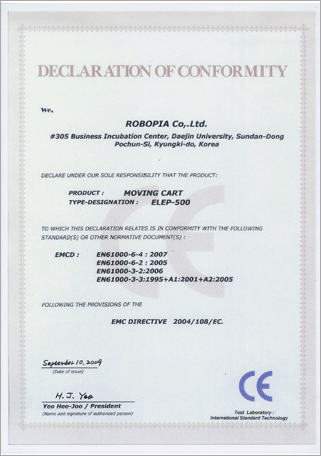 DECLARATION OF CONFORMITY
We,
ROBOPIA Co,.Ltd.
#305 Business Incubation Center, Daejin University, Sundan-Dong
Pochun-Si, Kyungki-do, Korea
DECLARE UNDER OUR SOLE RESPONSIBILITY THAT THE PRODUCT:
PRODUCT : MOVING CART
TYPE-DESIGNATION : ELEP-500
TO WHICH THIS DECLARATION RELATES IS IN CONFORMITY WITH THE FOLLOWING
STANDARD(S) OR OTHER NORMATIVE DOCUMENT(S) :
EMCD : EN61000-6-4 : 2007
EN61000-6-2 : 2005
EN61000-3-2:2006
EN61000-3-3:1995+A1:2001+A2:2005
FOLLOWING THE PROVISIONS OF THE
EMC DIRECTIVE 2004/108/EC.
September 10, 2009
(Date of issue)
H. J. Yeo
Yeo Hee-Joo / President
(Name and signature of authorized person)
CE
Test Laboratory :
International Standard Technology